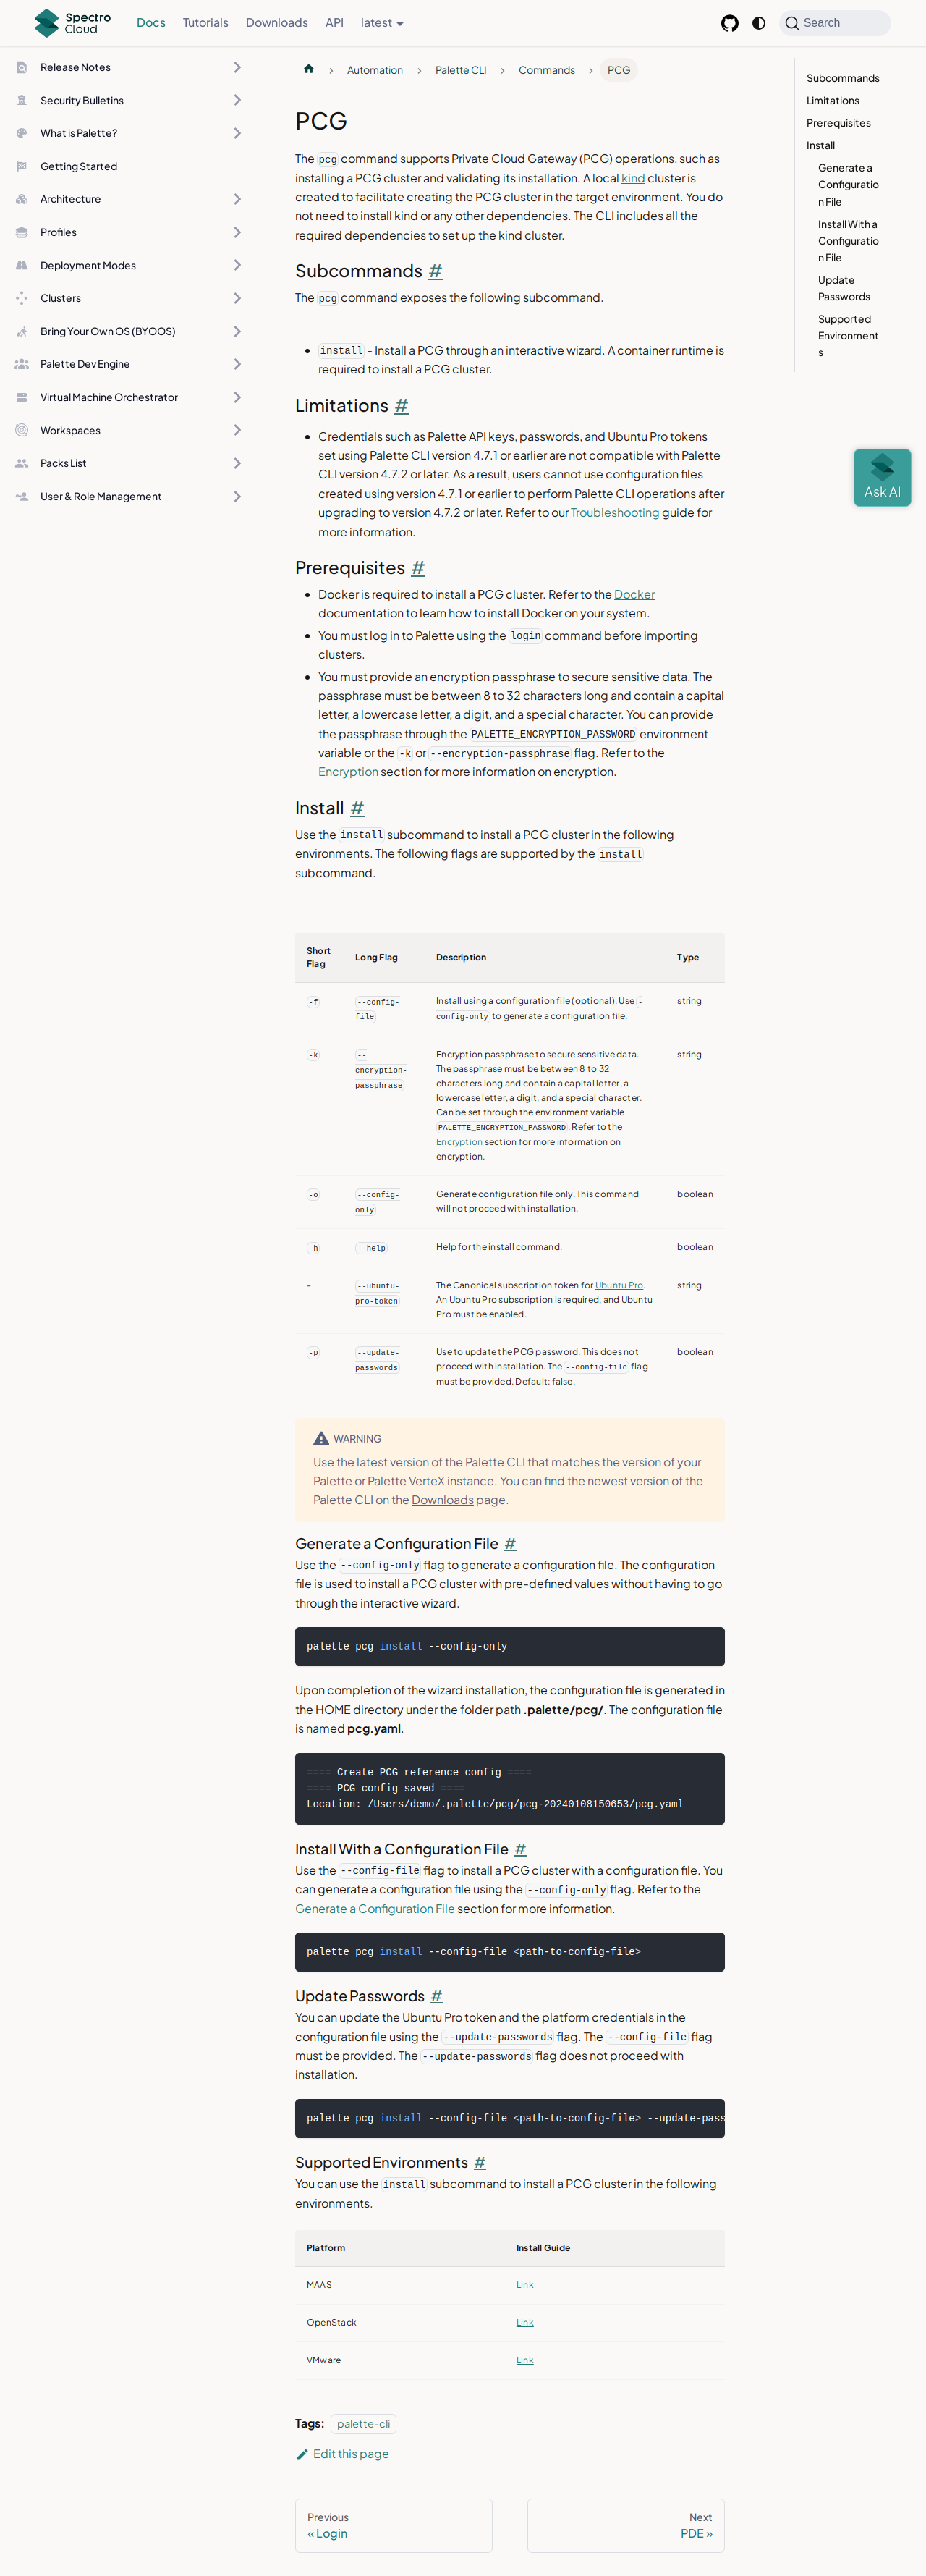 Spectro Cloud
Docs
Tutorials
Downloads
API
latest
Search
Release Notes
Security Bulletins
What is Palette?
Getting Started
Architecture
Profiles
Deployment Modes
Clusters
Bring Your Own OS (BYOOS)
Palette Dev Engine
Virtual Machine Orchestrator
Workspaces
Packs List
User & Role Management
Automation
Palette CLI
Commands
PCG
PCG
The pcg command supports Private Cloud Gateway (PCG) operations, such as
installing a PCG cluster and validating its installation. A local kind cluster is
created to facilitate creating the PCG cluster in the target environment. You do
not need to install kind or any other dependencies. The CLI includes all the
required dependencies to set up the kind cluster.
Subcommands #
The pcg command exposes the following subcommand.
• install - Install a PCG through an interactive wizard. A container runtime is
required to install a PCG cluster.
Limitations #
• Credentials such as Palette API keys, passwords, and Ubuntu Pro tokens
set using Palette CLI version 4.7.1 or earlier are not compatible with Palette
CLI version 4.7.2 or later. As a result, users cannot use configuration files
created using version 4.7.1 or earlier to perform Palette CLI operations after
upgrading to version 4.7.2 or later. Refer to our Troubleshooting guide for
more information.
Prerequisites #
• Docker is required to install a PCG cluster. Refer to the Docker
documentation to learn how to install Docker on your system.
• You must log in to Palette using the login command before importing
clusters.
• You must provide an encryption passphrase to secure sensitive data. The
passphrase must be between 8 to 32 characters long and contain a capital
letter, a lowercase letter, a digit, and a special character. You can provide
the passphrase through the PALETTE_ENCRYPTION_PASSWORD environment
variable or the -k or --encryption-passphrase flag. Refer to the
Encryption section for more information on encryption.
Install #
Use the install subcommand to install a PCG cluster in the following
environments. The following flags are supported by the install
subcommand.
Short
Flag
Long Flag
Description
Type
-f
--config-
file
Install using a configuration file (optional). Use -
config-only to generate a configuration file.
string
-k
--
encryption-
passphrase
Encryption passphrase to secure sensitive data.
The passphrase must be between 8 to 32
characters long and contain a capital letter, a
lowercase letter, a digit, and a special character.
Can be set through the environment variable
PALETTE_ENCRYPTION_PASSWORD. Refer to the
Encryption section for more information on
encryption.
string
-o
--config-
only
Generate configuration file only. This command
will not proceed with installation.
boolean
-h
--help
Help for the install command.
boolean
-
--ubuntu-
pro-token
The Canonical subscription token for Ubuntu Pro.
An Ubuntu Pro subscription is required, and Ubuntu
Pro must be enabled.
string
-p
--update-
passwords
Use to update the PCG password. This does not
proceed with installation. The --config-file flag
must be provided. Default: false.
boolean
WARNING
Use the latest version of the Palette CLI that matches the version of your
Palette or Palette VerteX instance. You can find the newest version of the
Palette CLI on the Downloads page.
Generate a Configuration File #
Use the --config-only flag to generate a configuration file. The configuration
file is used to install a PCG cluster with pre-defined values without having to go
through the interactive wizard.
palette pcg install --config-only
Upon completion of the wizard installation, the configuration file is generated in
the HOME directory under the folder path .palette/pcg/. The configuration file
is named pcg.yaml.
==== Create PCG reference config ====
==== PCG config saved ====
Location: /Users/demo/.palette/pcg/pcg-20240108150653/pcg.yaml
Install With a Configuration File #
Use the --config-file flag to install a PCG cluster with a configuration file. You
can generate a configuration file using the --config-only flag. Refer to the
Generate a Configuration File section for more information.
palette pcg install --config-file <path-to-config-file>
Update Passwords #
You can update the Ubuntu Pro token and the platform credentials in the
configuration file using the --update-passwords flag. The --config-file flag
must be provided. The --update-passwords flag does not proceed with
installation.
palette pcg install --config-file <path-to-config-file> --update-pass
Supported Environments #
You can use the install subcommand to install a PCG cluster in the following
environments.
Platform
Install Guide
MAAS
Link
OpenStack
Link
VMware
Link
Tags: palette-cli
Edit this page
Previous
« Login
Next
PDE »
Subcommands
Limitations
Prerequisites
Install
Generate a
Configuratio
n File
Install With a
Configuratio
n File
Update
Passwords
Supported
Environment
s
Ask AI